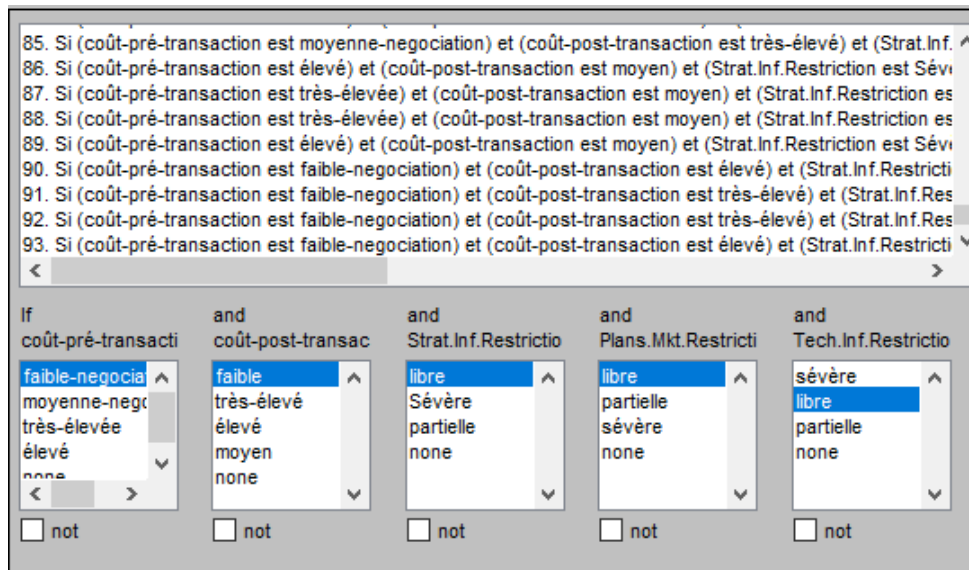 85. Si (coût-pré-transaction est moyenne-negociation) et (coût-post-transaction est très-élevé) et (Strat.Inf.
86. Si (coût-pré-transaction est élevé) et (coût-post-transaction est moyen) et (Strat.Inf.Restriction est Sév
87. Si (coût-pré-transaction est très-élevée) et (coût-post-transaction est moyen) et (Strat.Inf.Restriction es
88. Si (coût-pré-transaction est très-élevée) et (coût-post-transaction est moyen) et (Strat.Inf.Restriction es
89. Si (coût-pré-transaction est élevé) et (coût-post-transaction est moyen) et (Strat.Inf.Restriction est Sév
90. Si (coût-pré-transaction est faible-negociation) et (coût-post-transaction est élevé) et (Strat.Inf.Restricti
91. Si (coût-pré-transaction est faible-negociation) et (coût-post-transaction est très-élevé) et (Strat.Inf.Res
92. Si (coût-pré-transaction est faible-negociation) et (coût-post-transaction est très-élevé) et (Strat.Inf.Res
93. Si (coût-pré-transaction est faible-negociation) et (coût-post-transaction est élevé) et (Strat.Inf.Restricti
If and and and and
coût-pré-transacti coût-post-transac Strat.Inf.Restrictio Plans.Mkt.Restricti Tech.Inf.Restrictio
faible-negocia faible libre libre sévère
moyenne-nego très-élevé Sévère partielle libre
très-élevée élevé partielle sévère partielle
élevé moyen none none none
none none
not not not not not